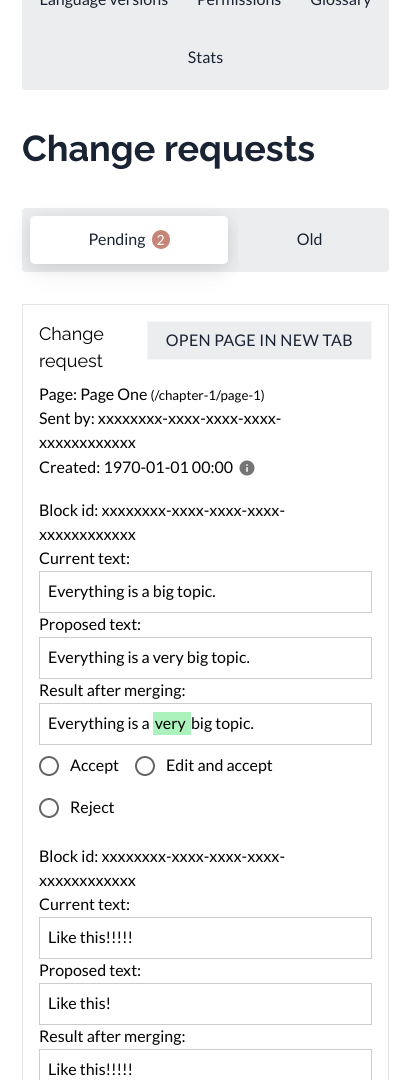 Language versions Permissions Glossary
Stats
Change requests
Pending 2
Old
Change
request
OPEN PAGE IN NEW TAB
Page: Page One (/chapter-1/page-1)
Sent by: xxxxxxxx-xxxx-xxxx-xxxx-
xxxxxxxxxxxx
Created: 1970-01-01 00:00
Block id: xxxxxxxx-xxxx-xxxx-xxxx-
xxxxxxxxxxxx
Current text:
Everything is a big topic.
Proposed text:
Everything is a very big topic.
Result after merging:
Everything is a very big topic.
Accept
Edit and accept
Reject
Block id: xxxxxxxx-xxxx-xxxx-xxxx-
xxxxxxxxxxxx
Current text:
Like this!!!!!
Proposed text:
Like this!
Result after merging:
Like this!!!!!